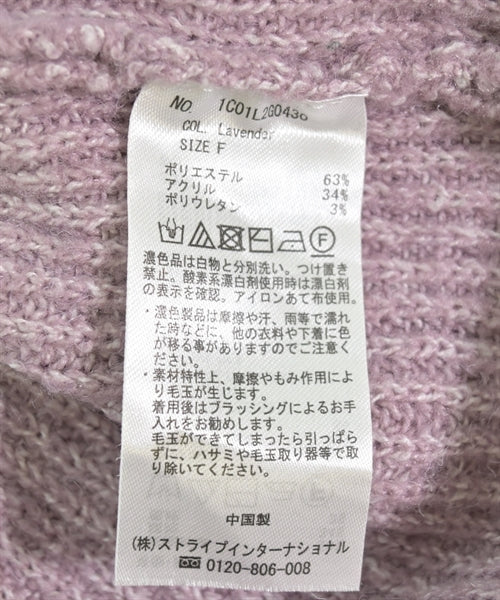 NO. 1C01L2G0430
COL. Lavender
SIZE F
ポリエステル 63%
アクリル 34%
ポリウレタン 3%
濃色品は白物と分別洗い。つけ置き
禁止。酸素系漂白剤使用時は漂白剤
の表示を確認。アイロンあて布使用。
・濃色製品は摩擦や汗、雨等で濡れ
た時などに、他の衣料や下着に色
が移る事がありますのでご注意く
ださい。
・素材特性上、摩擦やもみ作用によ
り毛玉が生じます。
着用後はブラッシングによるお手
入れをお勧めします。
毛玉ができてしまったら引っぱら
ずに、ハサミや毛玉取り器等で取
り除いてください。
中国製
(株)ストライプインターナショナル
0120-806-008